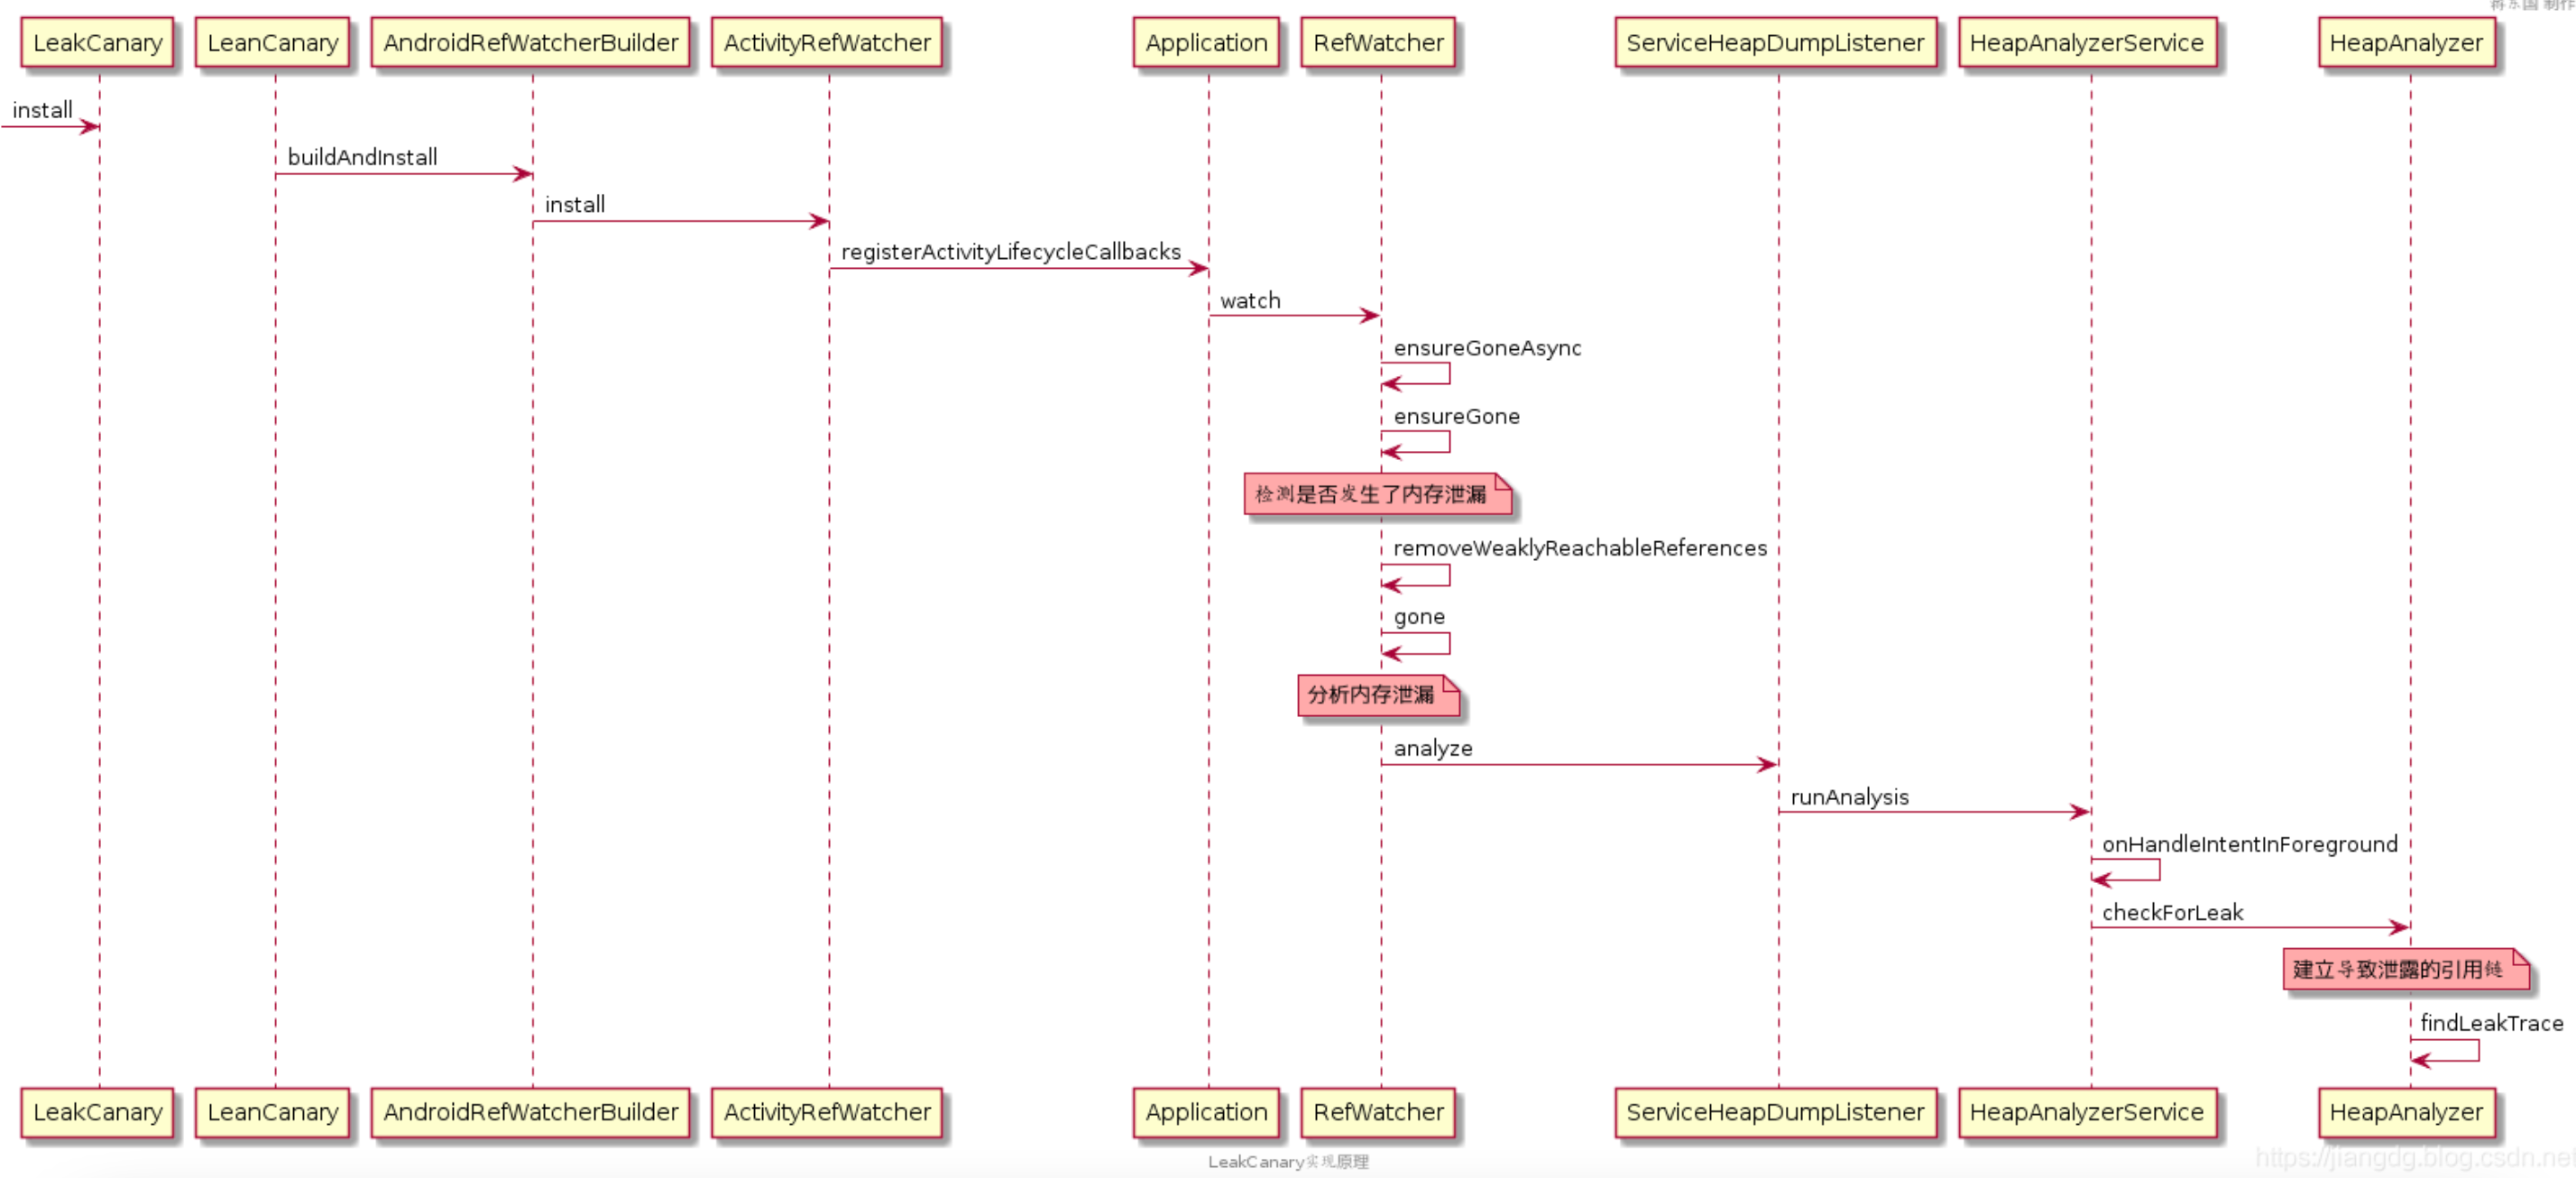 LeakCanary
LeanCanary
AndroidRefWatcherBuilder
ActivityRefWatcher
Application
RefWatcher
ServiceHeapDumpListener
HeapAnalyzerService
HeapAnalyzer
install
buildAndInstall
install
registerActivityLifecycleCallbacks
watch
ensureGoneAsync
ensureGone
检测是否发生了内存泄漏
removeWeaklyReachableReferences
gone
分析内存泄漏
analyze
runAnalysis
onHandleIntentInForeground
checkForLeak
建立导致泄露的引用链
findLeakTrace
LeakCanary
LeanCanary
AndroidRefWatcherBuilder
ActivityRefWatcher
Application
RefWatcher
ServiceHeapDumpListener
HeapAnalyzerService
HeapAnalyzer
LeakCanary实现原理
https://jiangdg.blog.csdn.net